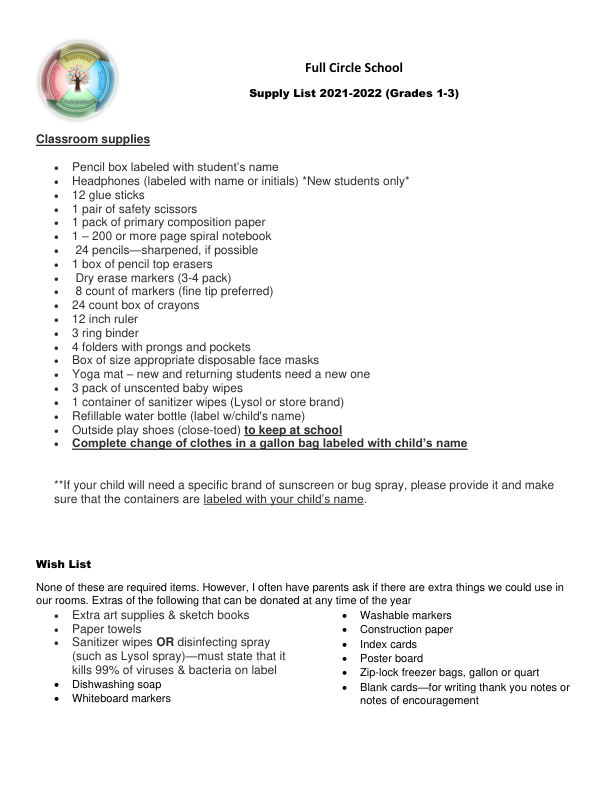 Business
Environment
Full Circle School
Supply List 2021-2022 (Grades 1-3)
Classroom supplies
• Pencil box labeled with student’s name
• Headphones (labeled with name or initials) *New students only*
• 12 glue sticks
• 1 pair of safety scissors
• 1 pack of primary composition paper
• 1 – 200 or more page spiral notebook
• 24 pencils—sharpened, if possible
• 1 box of pencil top erasers
• Dry erase markers (3-4 pack)
• 8 count of markers (fine tip preferred)
• 24 count box of crayons
• 12 inch ruler
• 3 ring binder
• 4 folders with prongs and pockets
• Box of size appropriate disposable face masks
• Yoga mat – new and returning students need a new one
• 3 pack of unscented baby wipes
• 1 container of sanitizer wipes (Lysol or store brand)
• Refillable water bottle (label w/child's name)
• Outside play shoes (close-toed) to keep at school
• Complete change of clothes in a gallon bag labeled with child’s name
**If your child will need a specific brand of sunscreen or bug spray, please provide it and make
sure that the containers are labeled with your child’s name.
Wish List
None of these are required items. However, I often have parents ask if there are extra things we could use in
our rooms. Extras of the following that can be donated at any time of the year
• Extra art supplies & sketch books
• Paper towels
• Sanitizer wipes OR disinfecting spray
(such as Lysol spray)—must state that it
kills 99% of viruses & bacteria on label
• Dishwashing soap
• Whiteboard markers
• Washable markers
• Construction paper
• Index cards
• Poster board
• Zip-lock freezer bags, gallon or quart
• Blank cards—for writing thank you notes or
notes of encouragement